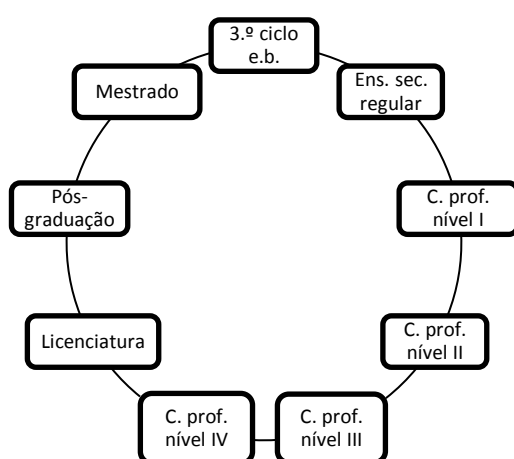 3.º ciclo
e.b.
Ens. sec.
regular
C. prof.
nível I
C. prof.
nível II
C. prof.
nível III
C. prof.
nível IV
Licenciatura
Pós-
graduação
Mestrado